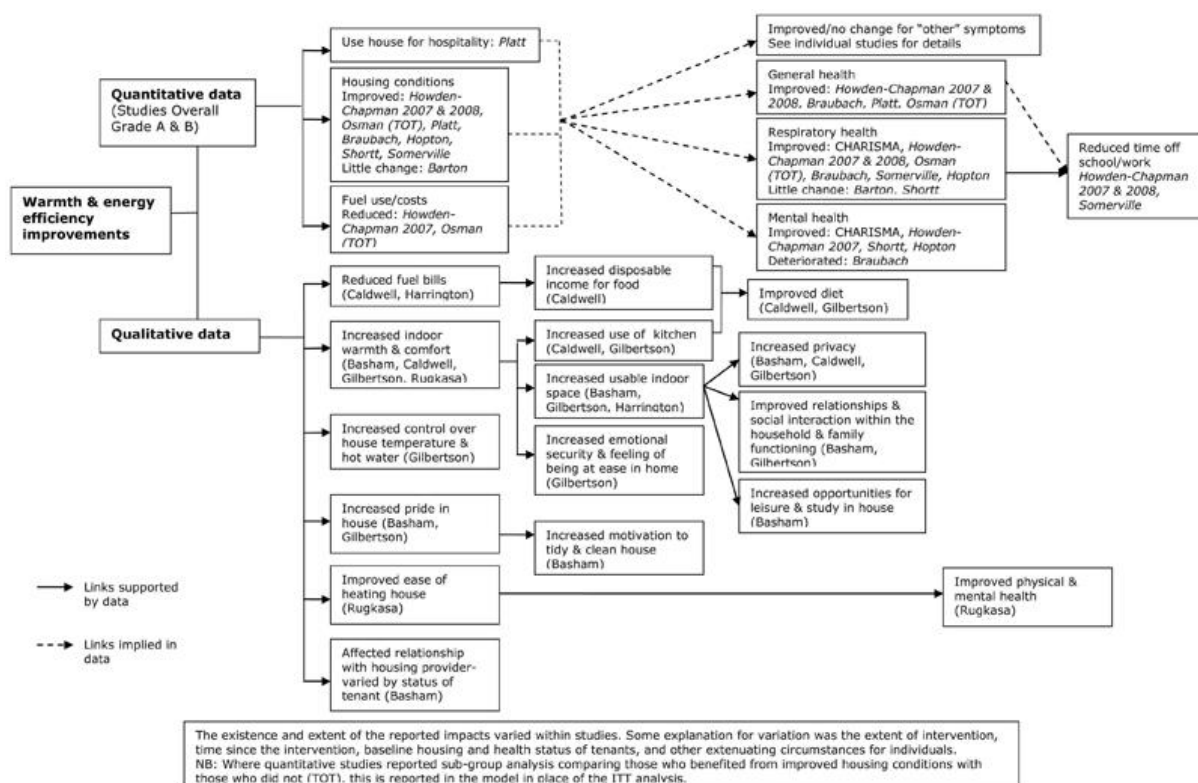 Quantitative data
(Studies Overall
Grade A & B)
Warmth & energy
efficiency
improvements
Qualitative data
Use house for hospitality: Platt
Housing conditions
Improved: Howden-
Chapman 2007 & 2008,
Osman (TOT), Platt,
Braubach, Hopton,
Shortt, Somerville
Little change: Barton
Fuel use/costs
Reduced: Howden-
Chapman 2007, Osman
(TOT)
Improved/no change for "other" symptoms
See individual studies for details
General health
Improved: Howden-Chapman 2007 &
2008, Braubach, Platt, Osman (TOT)
Respiratory health
Improved: CHARISMA, Howden-
Chapman 2007 & 2008, Osman
(TOT), Braubach, Somerville, Hopton
Little change: Barton, Shortt
Mental health
Improved: CHARISMA, Howden-
Chapman 2007, Shortt, Hopton
Deteriorated: Braubach
Reduced time off
school/work
Howden-Chapman
2007 & 2008,
Somerville
Reduced fuel bills
(Caldwell, Harrington)
Increased disposable
income for food
(Caldwell)
Improved diet
(Caldwell, Gilbertson)
Increased indoor
warmth & comfort
(Basham, Caldwell,
Gilbertson, Rugkasa)
Increased use of kitchen
(Caldwell, Gilbertson)
Increased usable indoor
space (Basham,
Gilbertson, Harrington)
Increased emotional
security & feeling of
being at ease in home
(Gilbertson)
Increased privacy
(Basham, Caldwell,
Gilbertson)
Improved relationships &
social interaction within the
household & family
functioning (Basham,
Gilbertson)
Increased opportunities for
leisure & study in house
(Basham)
Increased control over
house temperature &
hot water (Gilbertson)
Increased pride in
house (Basham,
Gilbertson)
Increased motivation to
tidy & clean house
(Basham)
Improved ease of
heating house
(Rugkasa)
Improved physical &
mental health
(Rugkasa)
Affected relationship
with housing provider-
varied by status of
tenant (Basham)
Links supported
by data
Links implied in
data
The existence and extent of the reported impacts varied within studies. Some explanation for variation was the extent of intervention,
time since the intervention, baseline housing and health status of tenants, and other extenuating circumstances for individuals.
NB: Where quantitative studies reported sub-group analysis comparing those who benefited from improved housing conditions with
those who did not (TOT), this is reported in the model in place of the ITT analysis.